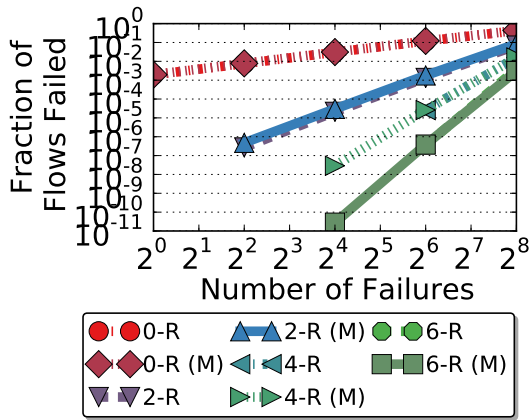 Fraction of
Flows Failed
10^0
10^-1
10^-2
10^-3
10^-4
10^-5
10^-6
10^-7
10^-8
10^-9
10^-10
10^-11
2^0 2^1 2^2 2^3 2^4 2^5 2^6 2^7 2^8
Number of Failures
0-R 2-R (M) 6-R
0-R (M) 4-R 6-R (M)
2-R 4-R (M)